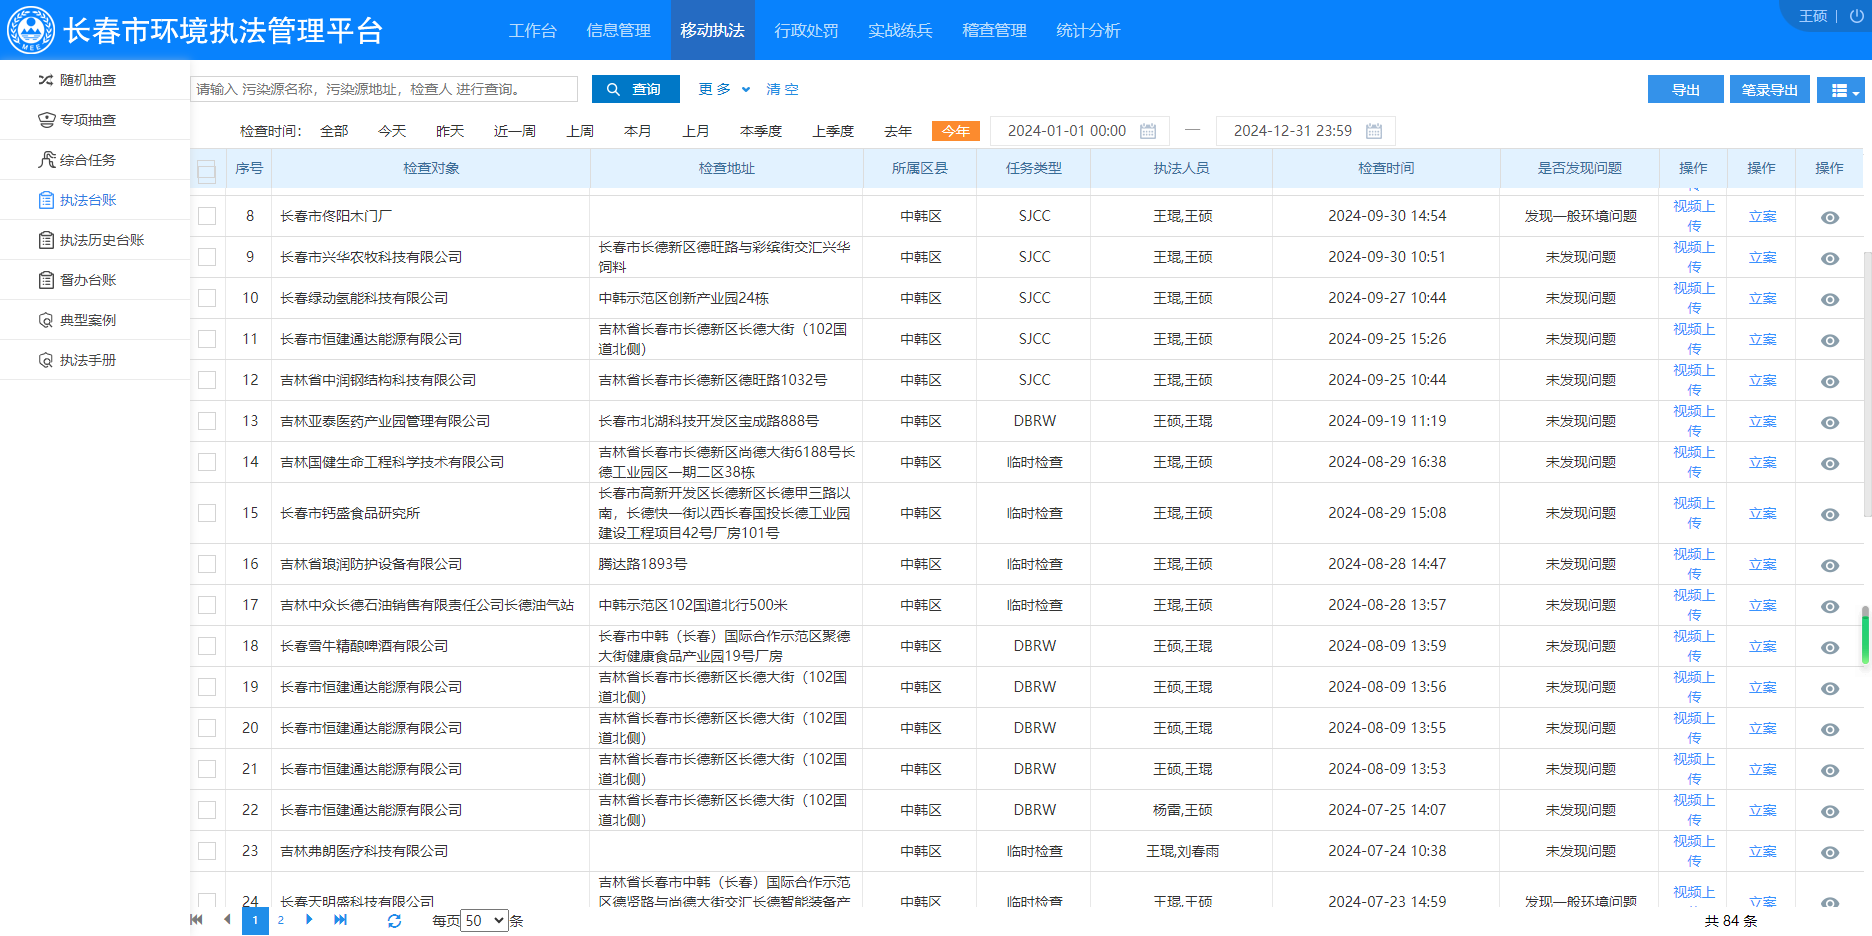 长春市环境执法管理平台 工作台 信息管理 移动执法 行政处罚 实战练兵 稽查管理 统计分析 王硕
MEE
随机抽查
专项抽查
综合任务
执法台账
执法历史台账
督办台账
典型案例
执法手册
请输入 污染源名称，污染源地址，检查人 进行查询。 查询 更多 清空 导出 笔录导出
检查时间： 全部 今天 昨天 近一周 上周 本月 上月 本季度 上季度 去年 今年 2024-01-01 00:00 — 2024-12-31 23:59
序号 检查对象 检查地址 所属区县 任务类型 执法人员 检查时间 是否发现问题 操作 操作 操作
8 长春市佟阳木门厂 中韩区 SJCC 王琨,王硕 2024-09-30 14:54 发现一般环境问题 视频上传 立案
9 长春市兴华农牧科技有限公司 长春市长德新区德旺路与彩缤街交汇兴华饲料 中韩区 SJCC 王琨,王硕 2024-09-30 10:51 未发现问题 视频上传 立案
10 长春绿动氢能科技有限公司 中韩示范区创新产业园24栋 中韩区 SJCC 王琨,王硕 2024-09-27 10:44 未发现问题 视频上传 立案
11 长春市恒建通达能源有限公司 吉林省长春市长德新区长德大街（102国道北侧） 中韩区 SJCC 王琨,王硕 2024-09-25 15:26 未发现问题 视频上传 立案
12 吉林省中润钢结构科技有限公司 吉林省长春市长德新区德旺路1032号 中韩区 SJCC 王琨,王硕 2024-09-25 10:44 未发现问题 视频上传 立案
13 吉林亚泰医药产业园管理有限公司 长春市北湖科技开发区宝成路888号 中韩区 DBRW 王硕,王琨 2024-09-19 11:19 未发现问题 视频上传 立案
14 吉林国健生命工程科学技术有限公司 吉林省长春市长德新区尚德大街6188号长德工业园区一期二区38栋 中韩区 临时检查 王琨,王硕 2024-08-29 16:38 未发现问题 视频上传 立案
15 长春市钙盛食品研究所 长春市高新开发区长德新区长德甲三路以南，长德快一街以西长春国投长德工业园建设工程项目42号厂房101号 中韩区 临时检查 王琨,王硕 2024-08-29 15:08 未发现问题 视频上传 立案
16 吉林省琅润防护设备有限公司 腾达路1893号 中韩区 临时检查 王琨,王硕 2024-08-28 14:47 未发现问题 视频上传 立案
17 吉林中众长德石油销售有限责任公司长德油气站 中韩示范区102国道北行500米 中韩区 临时检查 王琨,王硕 2024-08-28 13:57 未发现问题 视频上传 立案
18 长春雪牛精酿啤酒有限公司 长春市中韩（长春）国际合作示范区聚德大街健康食品产业园19号厂房 中韩区 DBRW 王硕,王琨 2024-08-09 13:59 未发现问题 视频上传 立案
19 长春市恒建通达能源有限公司 吉林省长春市长德新区长德大街（102国道北侧） 中韩区 DBRW 王硕,王琨 2024-08-09 13:56 未发现问题 视频上传 立案
20 长春市恒建通达能源有限公司 吉林省长春市长德新区长德大街（102国道北侧） 中韩区 DBRW 王硕,王琨 2024-08-09 13:55 未发现问题 视频上传 立案
21 长春市恒建通达能源有限公司 吉林省长春市长德新区长德大街（102国道北侧） 中韩区 DBRW 王硕,王琨 2024-08-09 13:53 未发现问题 视频上传 立案
22 长春市恒建通达能源有限公司 吉林省长春市长德新区长德大街（102国道北侧） 中韩区 DBRW 杨雷,王硕 2024-07-25 14:07 未发现问题 视频上传 立案
23 吉林弗朗医疗科技有限公司 中韩区 临时检查 王琨,刘春雨 2024-07-24 10:38 未发现问题 视频上传 立案
24 长春天明盛科技有限公司 吉林省长春市中韩（长春）国际合作示范区德贤路与尚德大街交汇长德智能装备产 中韩区 临时检查 王琨,王硕 2024-07-23 14:59 发现一般环境问题 视频上 立案
1 2 每页 50 条 共 84 条